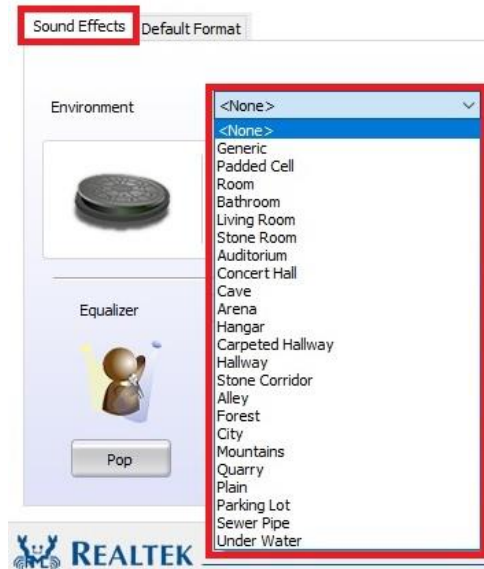 Sound Effects Default Format
Environment
<None>
<None>
Generic
Padded Cell
Room
Bathroom
Living Room
Stone Room
Auditorium
Concert Hall
Cave
Arena
Hangar
Carpeted Hallway
Hallway
Stone Corridor
Alley
Forest
City
Mountains
Quarry
Plain
Parking Lot
Sewer Pipe
Under Water
Equalizer
Pop
REALTEK